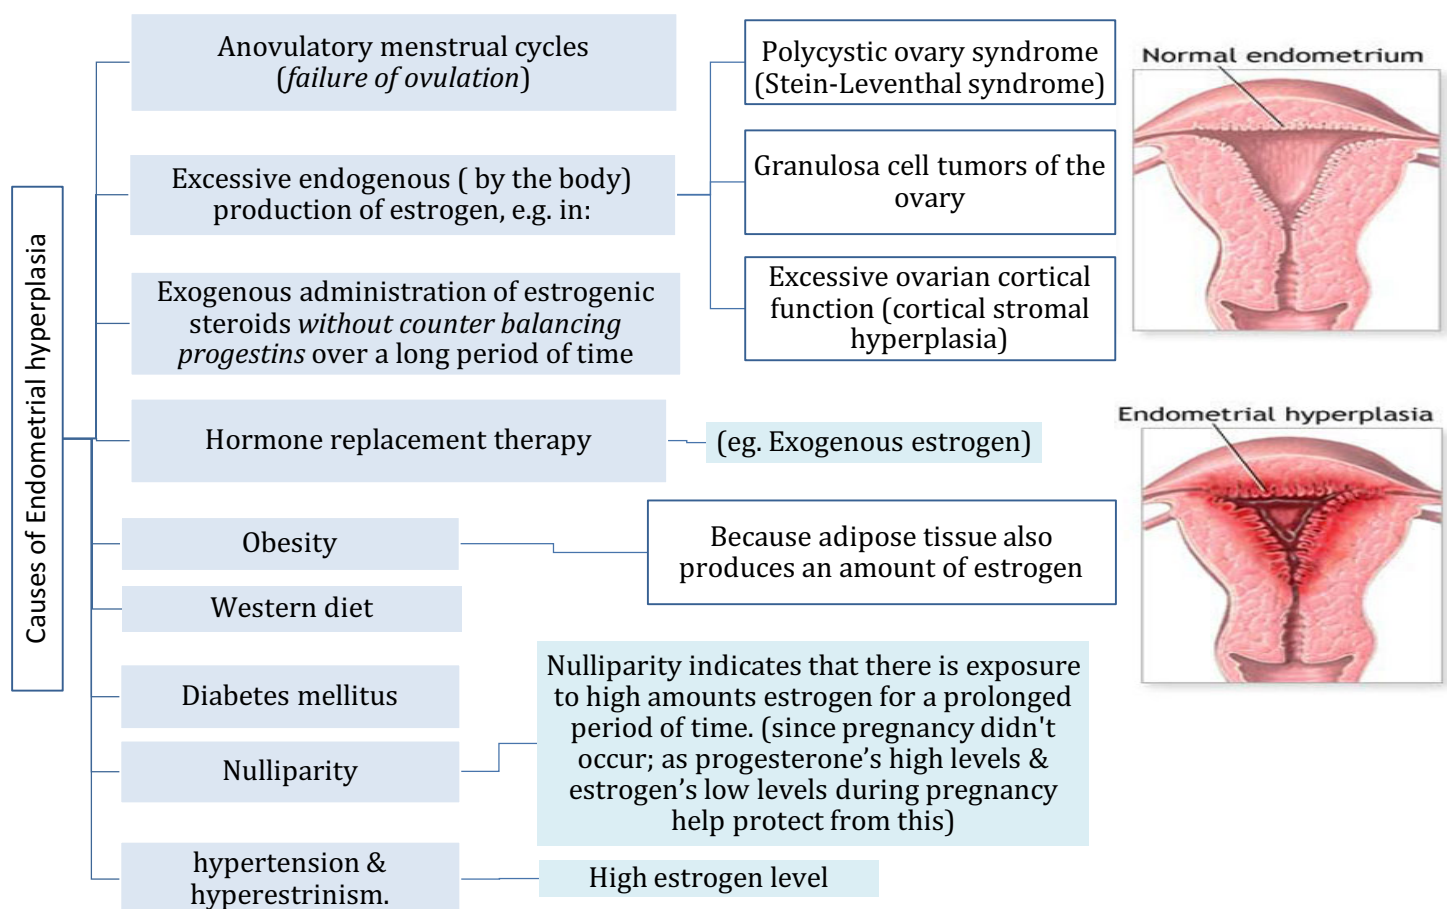 Causes of Endometrial hyperplasia
Anovulatory menstrual cycles
(failure of ovulation)
Excessive endogenous ( by the body)
production of estrogen, e.g. in:
Polycystic ovary syndrome
(Stein-Leventhal syndrome)
Granulosa cell tumors of the
ovary
Excessive ovarian cortical
function (cortical stromal
hyperplasia)
Exogenous administration of estrogenic
steroids without counter balancing
progestins over a long period of time
Hormone replacement therapy
(eg. Exogenous estrogen)
Obesity
Because adipose tissue also
produces an amount of estrogen
Western diet
Diabetes mellitus
Nulliparity
Nulliparity indicates that there is exposure
to high amounts estrogen for a prolonged
period of time. (since pregnancy didn't
occur; as progesterone’s high levels &
estrogen’s low levels during pregnancy
help protect from this)
hypertension &
hyperestrinism.
High estrogen level
Normal endometrium
Endometrial hyperplasia